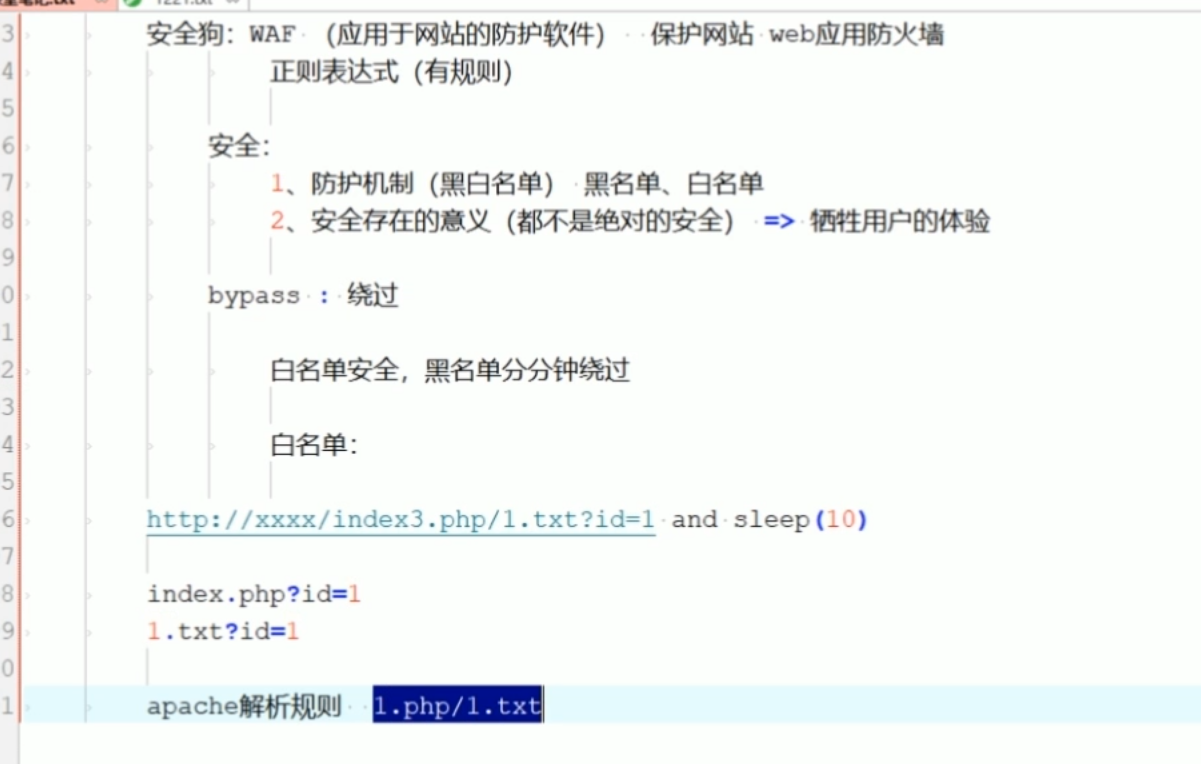 1221.txt
3 安全狗：WAF （应用于网站的防护软件） 保护网站 web应用防火墙
4 正则表达式（有规则）
5
6 安全：
7 1、防护机制（黑白名单） 黑名单、白名单
8 2、安全存在的意义（都不是绝对的安全） => 牺牲用户的体验
9
0 bypass : 绕过
1
2 白名单安全，黑名单分分钟绕过
3
4 白名单：
5
6 http://xxxx/index3.php/1.txt?id=1 and sleep(10)
7
8 index.php?id=1
9 1.txt?id=1
0
1 apache解析规则 1.php/1.txt